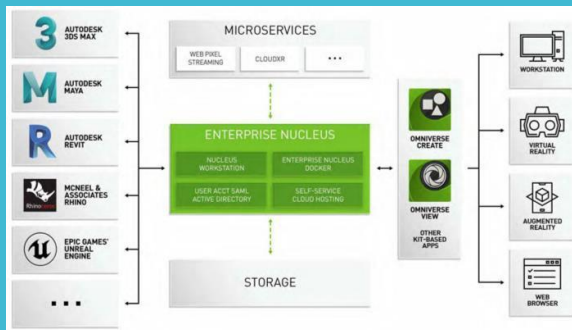 AUTODESK
3DS MAX
AUTODESK
MAYA
AUTODESK
REVIT
MCNEEL &
ASSOCIATES
RHINO
EPIC GAMES'
UNREAL
ENGINE
...
MICROSERVICES
WEB PIXEL
STREAMING
CLOUDXR
...
ENTERPRISE NUCLEUS
NUCLEUS
WORKSTATION
ENTERPRISE NUCLEUS
DOCKER
USER ACCT SAML
ACTIVE DIRECTORY
SELF-SERVICE
CLOUD HOSTING
STORAGE
OMNIVERSE
CREATE
OMNIVERSE
VIEW
OTHER
KIT-BASED
APPS
WORKSTATION
VIRTUAL
REALITY
AUGMENTED
REALITY
WEB
BROWSER